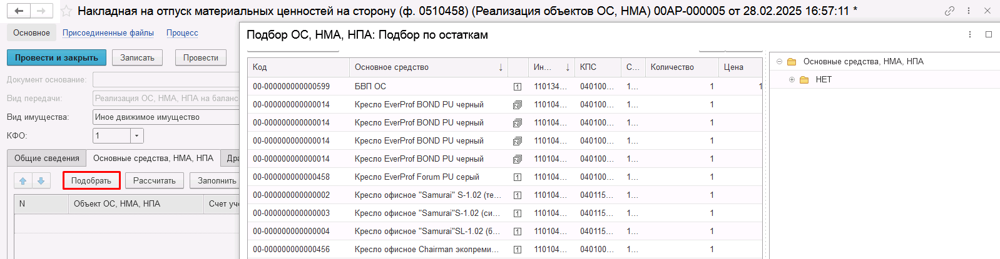 Накладная на отпуск материальных ценностей на сторону (ф. 0510458) (Реализация объектов ОС, НМА) 00АР-000005 от 28.02.2025 16:57:11 *
Основное Присоединенные файлы Процесс
Провести и закрыть Записать Провести
Документ основание:
Вид передачи: Реализация ОС, НМА, НПА на балансо
Вид имущества: Иное движимое имущество
КФО: 1
Общие сведения Основные средства, НМА, НПА Дра
Подобрать Рассчитать Заполнить
N Объект ОС, НМА, НПА Счет уче
Подбор ОС, НМА, НПА: Подбор по остаткам
Код Основное средство Ин... КПС С... Количество Цена
00-000000000000599 БВП ОС 1 110134... 040100... 1... 1 1
00-000000000000014 Кресло EverProf BOND PU черный N 110104... 040100... 1... 1
00-000000000000014 Кресло EverProf BOND PU черный N 110104... 040100... 1... 1
00-000000000000014 Кресло EverProf BOND PU черный N 110104... 040100... 1... 1
00-000000000000014 Кресло EverProf BOND PU черный N 110104... 040100... 1... 1
00-000000000000458 Кресло EverProf Forum PU серый 1 110104... 040100... 1... 1
00-000000000000002 Кресло офисное "Samurai" S-1.02 (те... 1 110104... 040115... 1... 1
00-000000000000003 Кресло офисное "Samurai"S-1.02 (си... 1 110104... 040115... 1... 1
00-000000000000004 Кресло офисное "Samurai"SL-1.02 (б... 1 110104... 040115... 1... 1
00-000000000000456 Кресло офисное Chairman экопреми... 1 110104... 040100... 1... 1
Основные средства, НМА, НПА
НЕТ